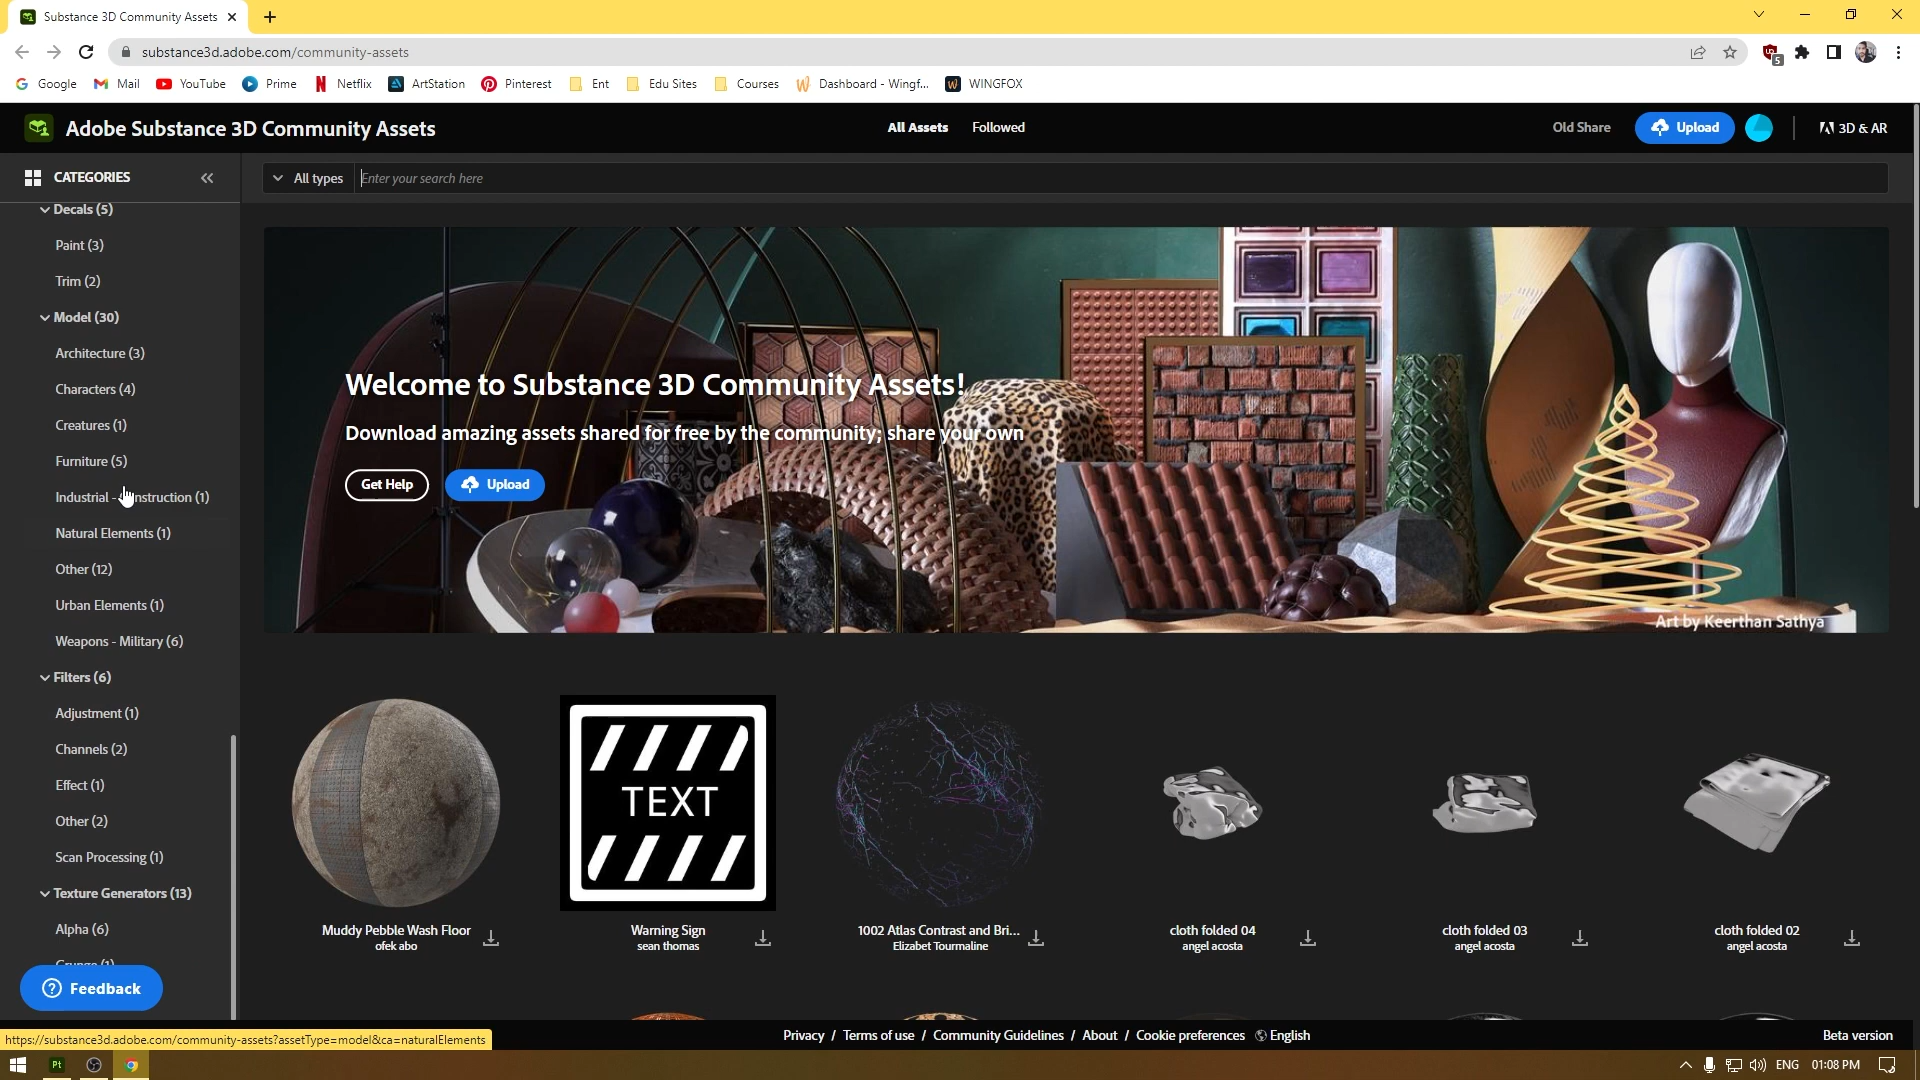 Substance 3D Community Assets
substance3d.adobe.com/community-assets
5
Google
Mail
YouTube
Prime
Netflix
ArtStation
Pinterest
Ent
Edu Sites
Courses
Dashboard - Wingf...
WINGFOX
Adobe Substance 3D Community Assets
All Assets
Followed
Old Share
Upload
3D & AR
CATEGORIES
All types
Enter your search here
Decals (5)
Paint (3)
Trim (2)
Model (30)
Architecture (3)
Characters (4)
Creatures (1)
Furniture (5)
Industrial - nstruction (1)
Natural Elements (1)
Other (12)
Urban Elements (1)
Weapons - Military (6)
Filters (6)
Adjustment (1)
Channels (2)
Effect (1)
Other (2)
Scan Processing (1)
Texture Generators (13)
Alpha (6)
Feedback
Welcome to Substance 3D Community Assets!
Download amazing assets shared for free by the community; share your own
Get Help
Upload
Art by Keerthan Sathya
TEXT
Muddy Pebble Wash Floor
ofek abo
Warning Sign
sean thomas
1002 Atlas Contrast and Bri...
Elizabet Tourmaline
cloth folded 04
angel acosta
cloth folded 03
angel acosta
cloth folded 02
angel acosta
https://substance3d.adobe.com/community-assets?assetType=model&ca=naturalElements
Privacy / Terms of use / Community Guidelines / About / Cookie preferences English
Beta version
Pt
ENG
01:08 PM